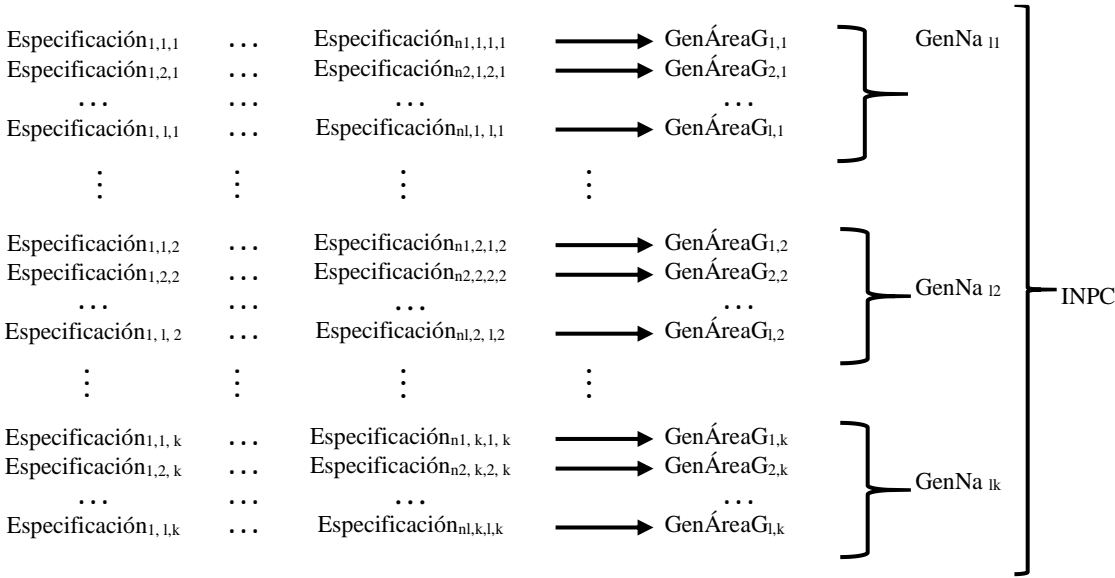 Especificación1,1,1 ... Especificaciónn1,1,1,1 GenÁreaG1,1 GenNa l1
Especificación1,2,1 ... Especificaciónn2,1,2,1 GenÁreaG2,1
... ... ... ...
Especificación1, l,1 ... Especificaciónnl,1, l,1 GenÁreaGl,1
⋮ ⋮ ⋮ ⋮
Especificación1,1,2 ... Especificaciónn1,2,1,2 GenÁreaG1,2
Especificación1,2,2 ... Especificaciónn2,2,2,2 GenÁreaG2,2 GenNa l2 INPC
... ... ... ...
Especificación1, l, 2 ... Especificaciónnl,2, l,2 GenÁreaGl,2
⋮ ⋮ ⋮ ⋮
Especificación1,1, k ... Especificaciónn1, k,1, k GenÁreaG1,k
Especificación1,2, k ... Especificaciónn2, k,2, k GenÁreaG2,k GenNa lk
... ... ... ...
Especificación1, l,k ... Especificaciónnl,k,l,k GenÁreaGl,k